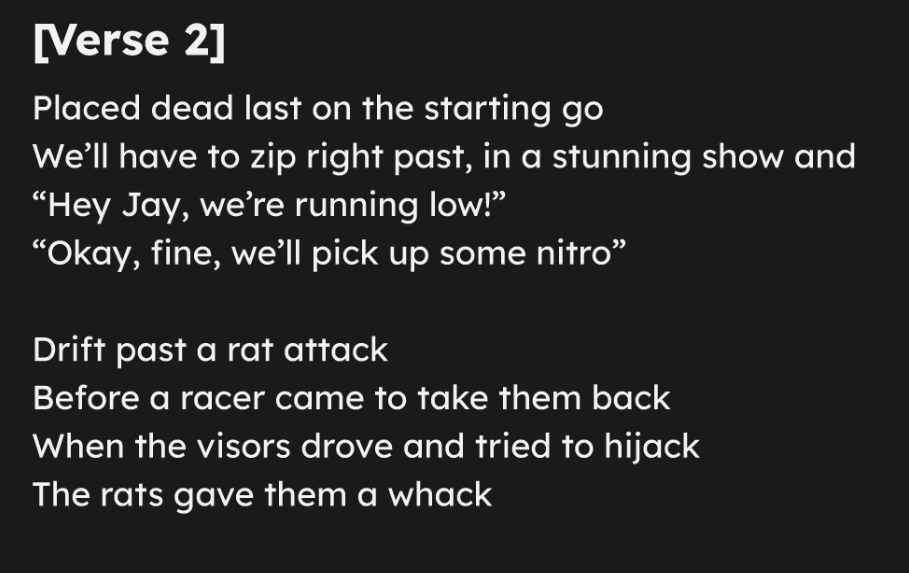 [Verse 2]
Placed dead last on the starting go
We’ll have to zip right past, in a stunning show and
“Hey Jay, we’re running low!”
“Okay, fine, we’ll pick up some nitro”
Drift past a rat attack
Before a racer came to take them back
When the visors drove and tried to hijack
The rats gave them a whack